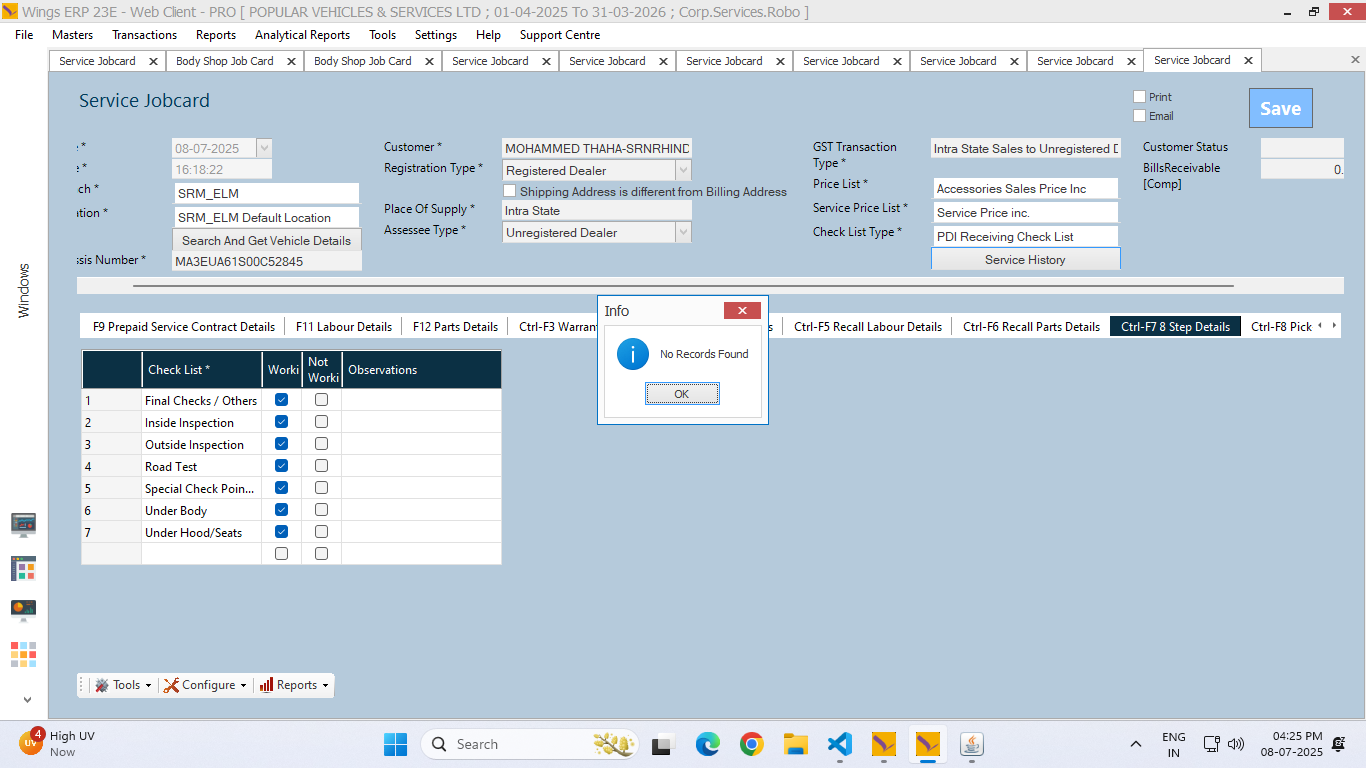 Wings ERP 23E - Web Client - PRO [ POPULAR VEHICLES & SERVICES LTD ; 01-04-2025 To 31-03-2026 ; Corp.Services.Robo ]
File Masters Transactions Reports Analytical Reports Tools Settings Help Support Centre
Service Jobcard Body Shop Job Card Body Shop Job Card Service Jobcard Service Jobcard Service Jobcard Service Jobcard Service Jobcard Service Jobcard Service Jobcard
Windows
Service Jobcard
Print
Email
Save
*
08-07-2025
*
16:18:22
ch *
SRM_ELM
ation *
SRM_ELM Default Location
Search And Get Vehicle Details
ssis Number *
MA3EUA61S00C52845
Customer *
MOHAMMED THAHA-SRNRHIND
Registration Type *
Registered Dealer
Shipping Address is different from Billing Address
Place Of Supply *
Intra State
Assessee Type *
Unregistered Dealer
GST Transaction
Type *
Intra State Sales to Unregistered D
Price List *
Accessories Sales Price Inc
Service Price List *
Service Price inc.
Check List Type *
PDI Receiving Check List
Service History
Customer Status
BillsReceivable
[Comp]
0.
F9 Prepaid Service Contract Details F11 Labour Details F12 Parts Details Ctrl-F3 Warran s Ctrl-F5 Recall Labour Details Ctrl-F6 Recall Parts Details Ctrl-F7 8 Step Details Ctrl-F8 Pick
Info
No Records Found
OK
Check List * Worki Not Worki Observations
1 Final Checks / Others
2 Inside Inspection
3 Outside Inspection
4 Road Test
5 Special Check Poin...
6 Under Body
7 Under Hood/Seats
Tools Configure Reports
4
UV
High UV
Now
Search
ENG
IN
04:25 PM
08-07-2025